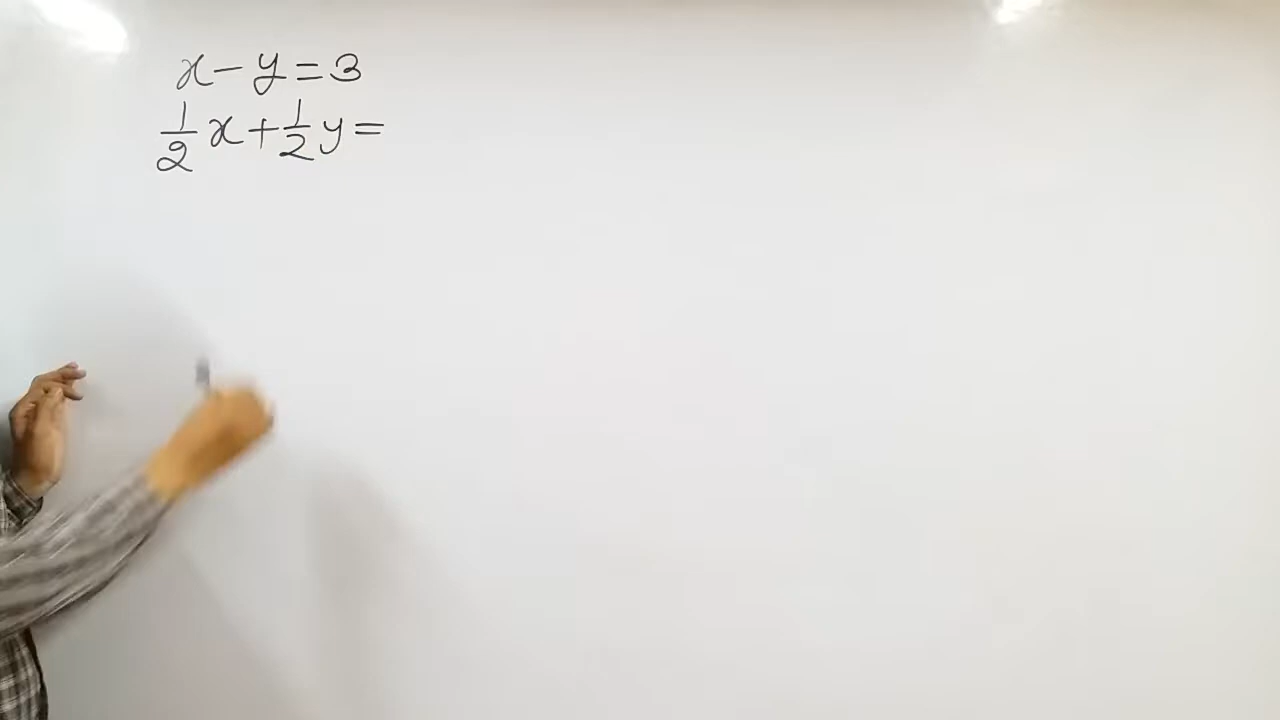 x - y = 3
1/2 x + 1/2 y =